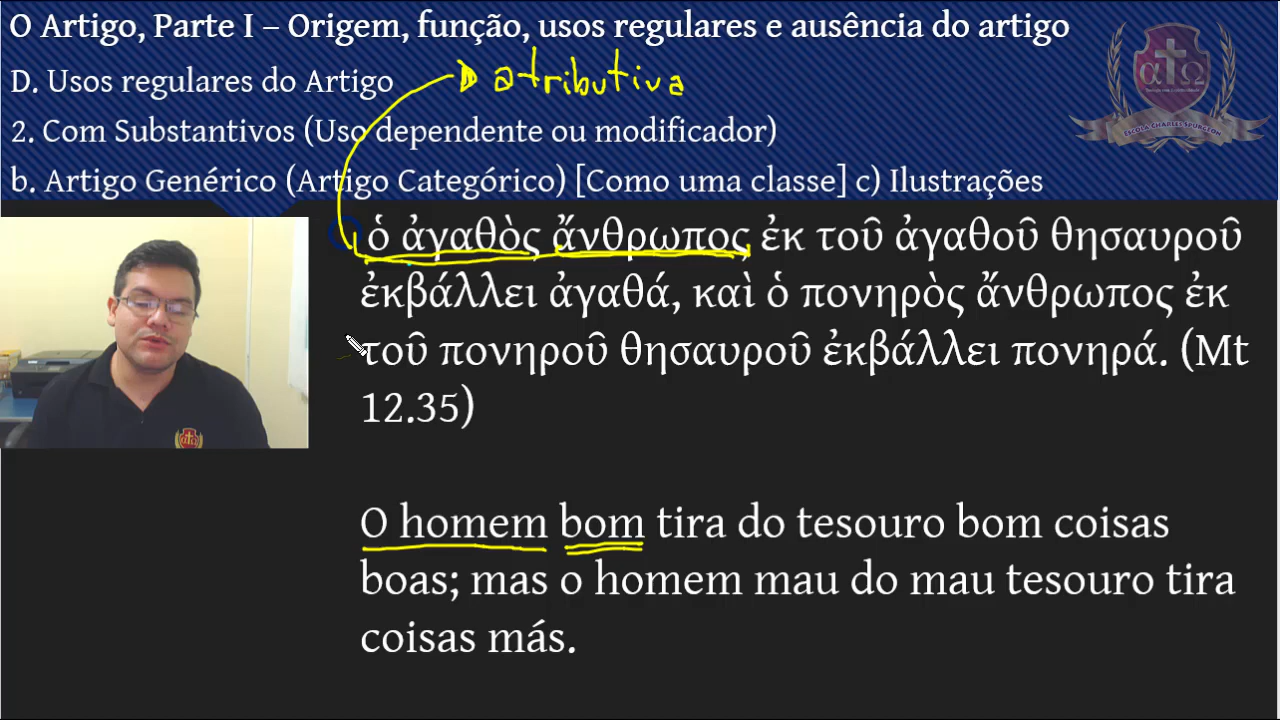 O Artigo, Parte I – Origem, função, usos regulares e ausência do artigo
D. Usos regulares do Artigo
atributiva
2. Com Substantivos (Uso dependente ou modificador)
b. Artigo Genérico (Artigo Categórico) [Como uma classe] c) Ilustrações
α Ω
ESCOLA CHARLES SPURGEON
ὁ ἀγαθὸς ἄνθρωπος ἐκ τοῦ ἀγαθοῦ θησαυροῦ
ἐκβάλλει ἀγαθά, καὶ ὁ πονηρὸς ἄνθρωπος ἐκ
τοῦ πονηροῦ θησαυροῦ ἐκβάλλει πονηρά. (Mt
12.35)
O homem bom tira do tesouro bom coisas
boas; mas o homem mau do mau tesouro tira
coisas más.